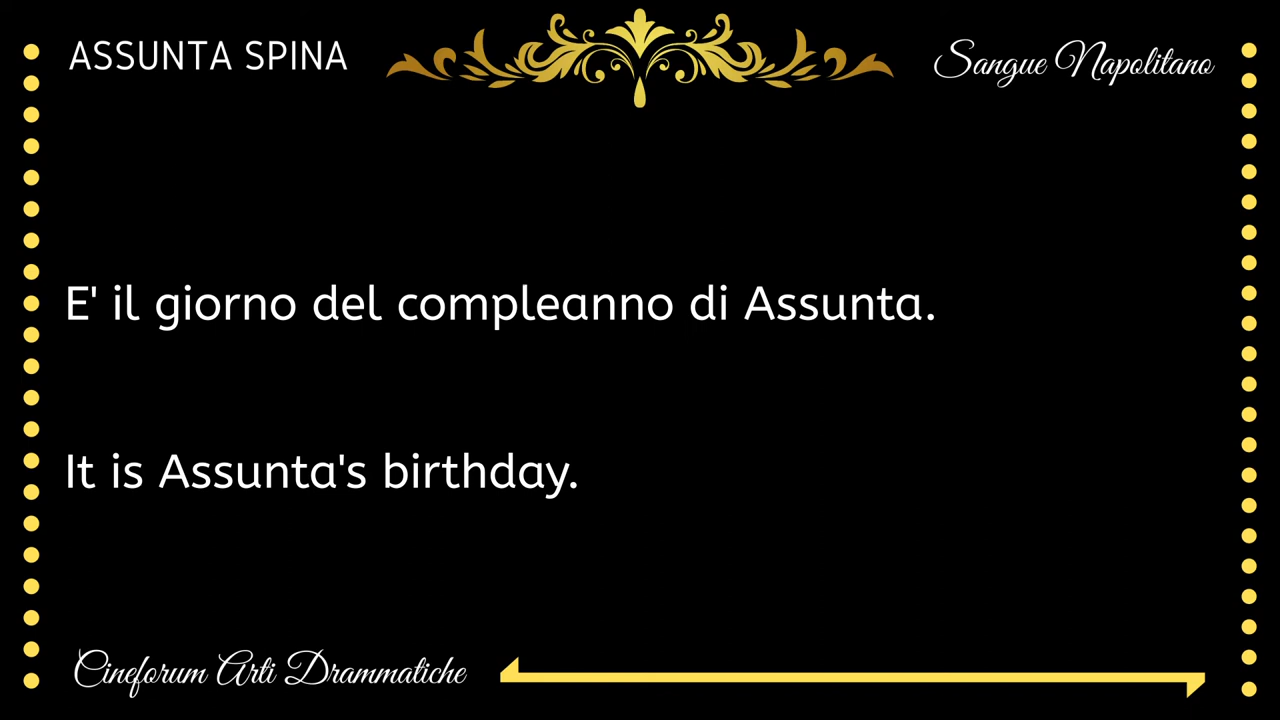 ASSUNTA SPINA
Sangue Napolitano
E' il giorno del compleanno di Assunta.
It is Assunta's birthday.
Cineforum Arti Drammatiche